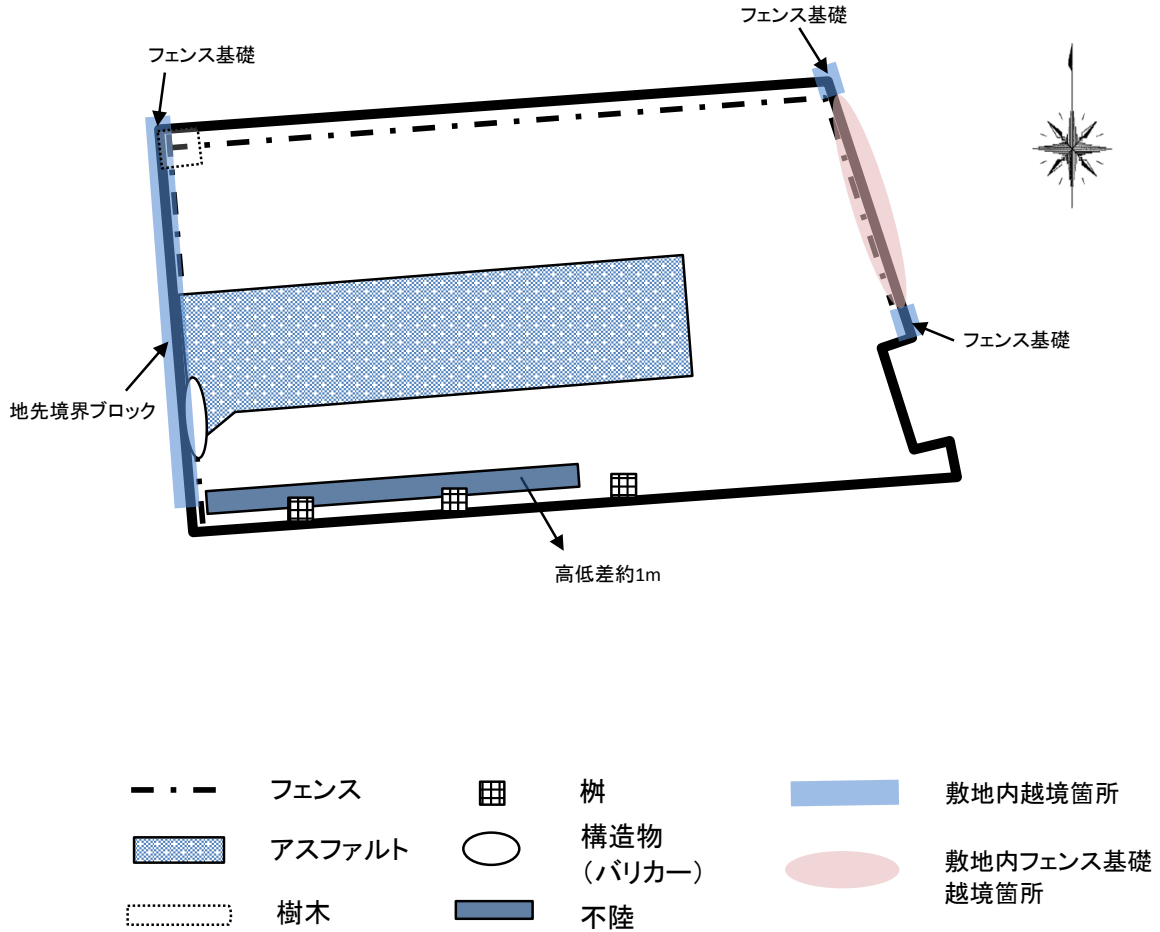 フェンス基礎
フェンス基礎
フェンス基礎
地先境界ブロック
高低差約1m
フェンス
桝
敷地内越境箇所
アスファルト
構造物
（バリカー）
敷地内フェンス基礎
越境箇所
樹木
不陸